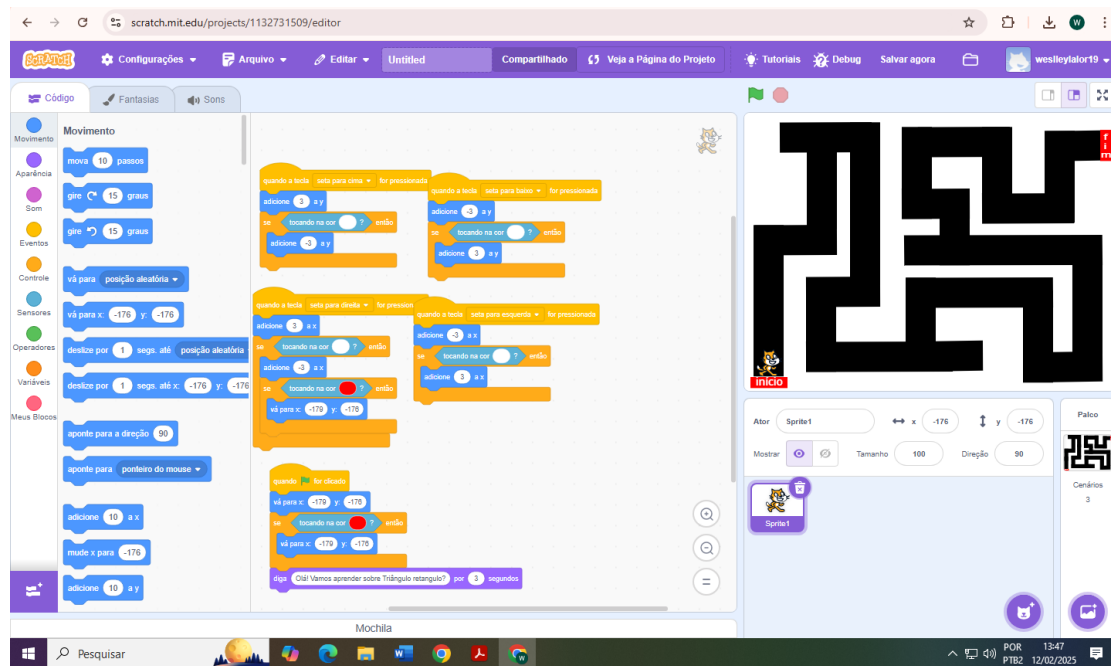 scratch.mit.edu/projects/1132731509/editor
SCRATCH Configurações Arquivo Editar Untitled Compartilhado Veja a Página do Projeto Tutoriais Debug Salvar agora weslleylalor19
Código Fantasias Sons
Movimento
Aparência
Som
Eventos
Controle
Sensores
Operadores
Variáveis
Meus Blocos
Movimento
mova 10 passos
gire 15 graus
gire 15 graus
vá para posição aleatória
vá para x: -176 y: -176
deslize por 1 segs. até posição aleatória
deslize por 1 segs. até x: -176 y: -176
aponte para a direção 90
aponte para ponteiro do mouse
adicione 10 a x
mude x para -176
adicione 10 a y
quando a tecla seta para cima for pressionada
adicione 3 a y
se tocando na cor ? então
adicione -3 a y
quando a tecla seta para baixo for pressionada
adicione -3 a y
se tocando na cor ? então
adicione 3 a y
quando a tecla seta para direita for pression
adicione 3 a x
se tocando na cor ? então
adicione -3 a x
se tocando na cor ? então
vá para x: -179 y: -176
quando a tecla seta para esquerda for pressionada
adicione -3 a x
se tocando na cor ? então
adicione 3 a x
quando for clicado
vá para x: -179 y: -176
se tocando na cor ? então
vá para x: -179 y: -176
diga Olá! Vamos aprender sobre Triângulo retangulo? por 3 segundos
Mochila
fim
início
Ator Sprite1 x -176 y -176
Mostrar Tamanho 100 Direção 90
Sprite1
Palco
Cenários
3
Pesquisar
POR
PTB2
13:47
12/02/2025